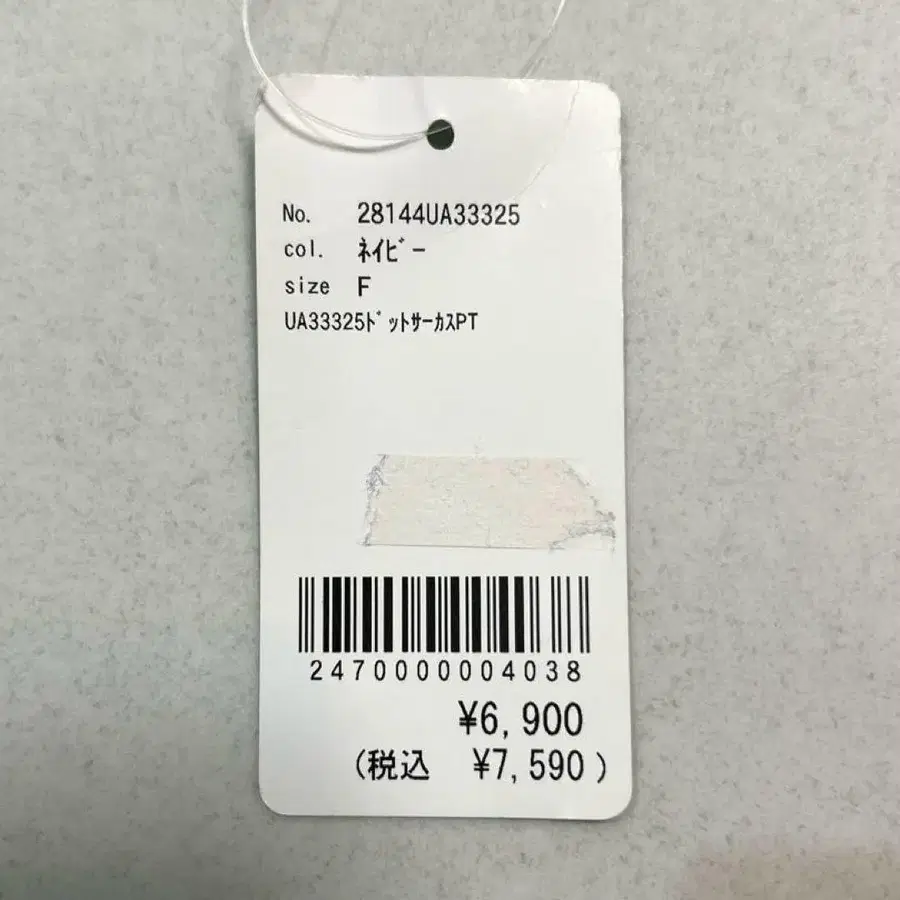 No. 28144UA33325
col. ﾈｲﾋﾞｰ
size F
UA33325ﾄﾞｯﾄｻｰｶｽPT
2470000004038
¥6,900
(税込 ¥7,590)